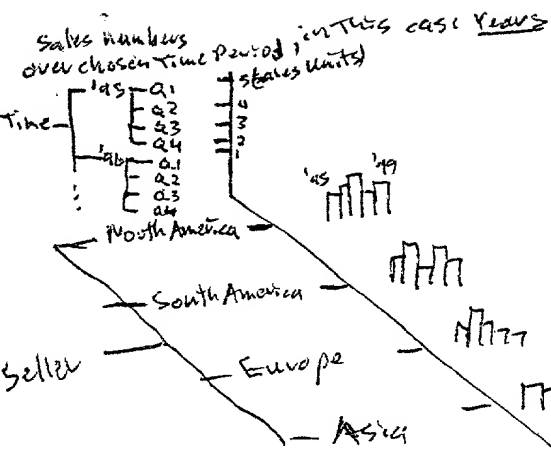 Sales numbers
over chosen Time Period, in This case Years
5 (Sales Units)
4
3
2
1
Time
'95 Q1
Q2
Q3
Q4
'96 Q1
Q2
Q3
Q4
'95 '99
North America
South America
Europe
Asia
Seller